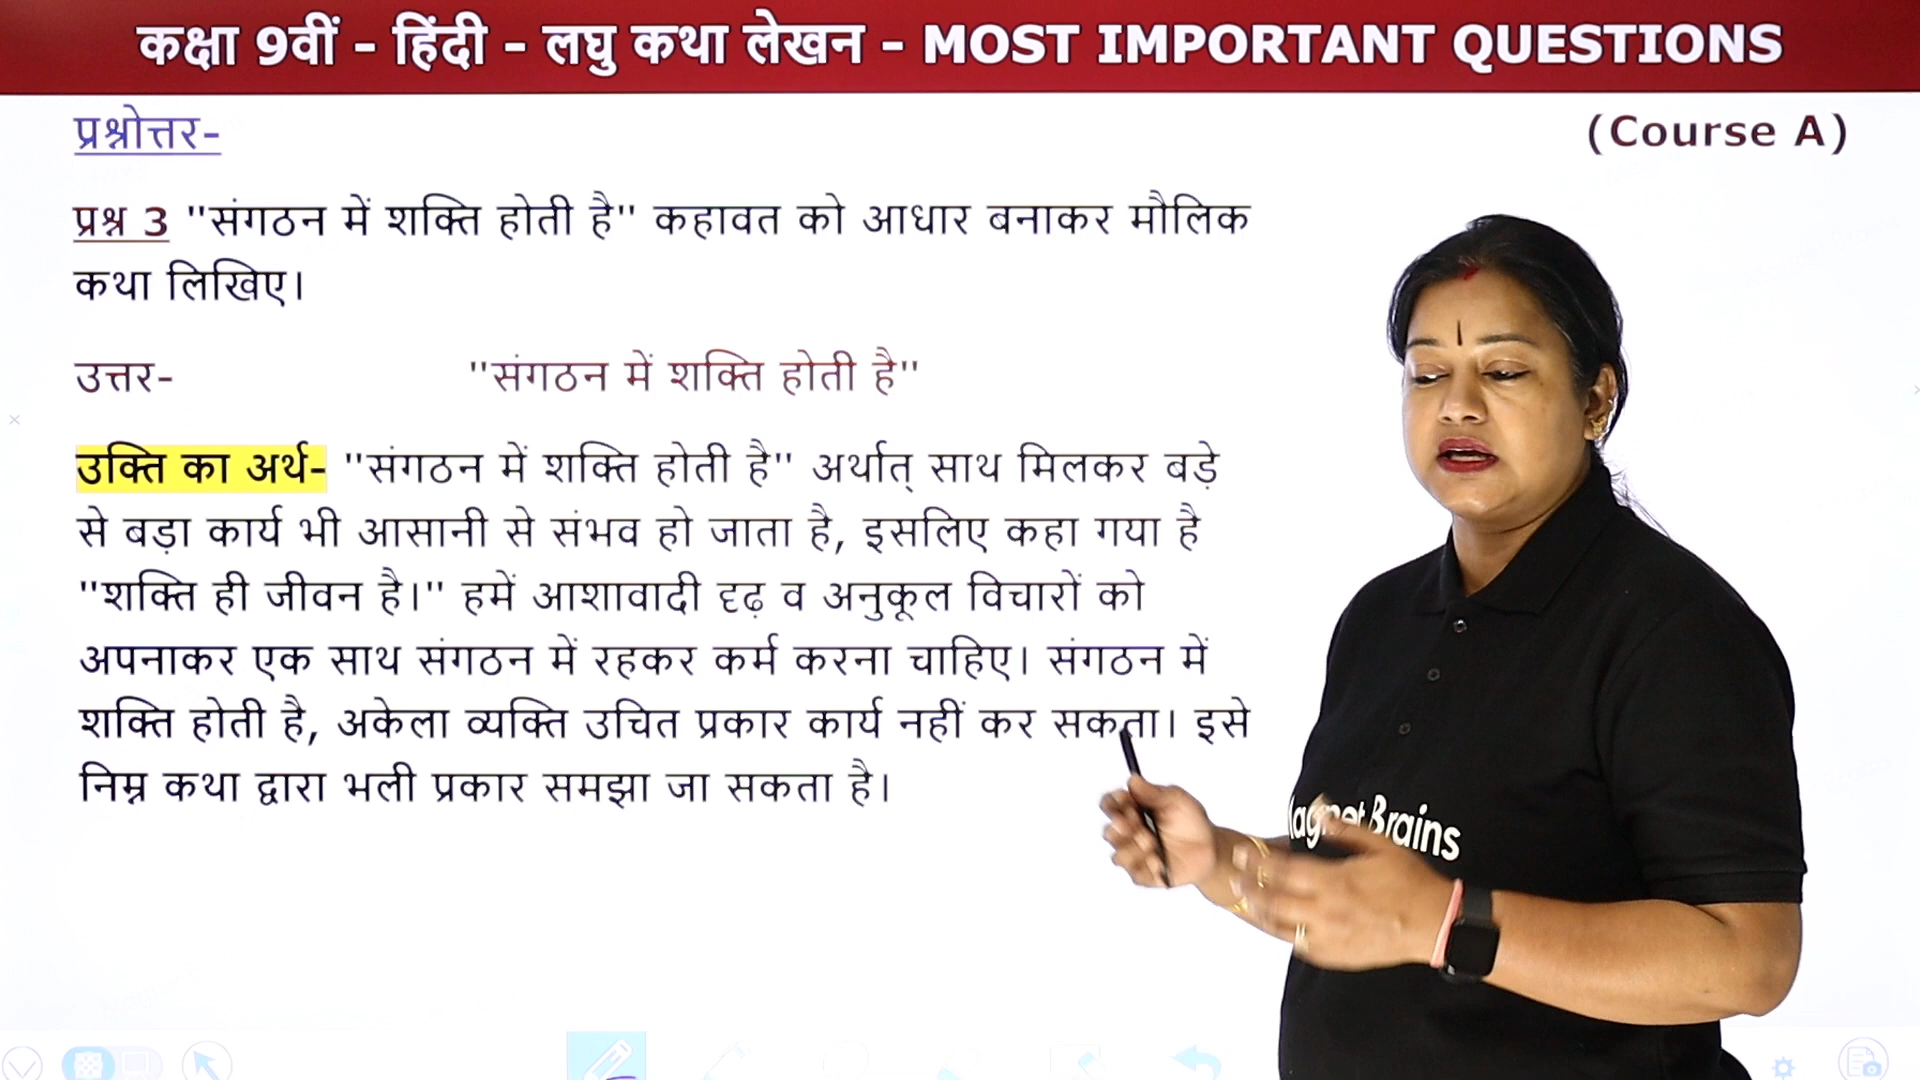 कक्षा 9वीं - हिंदी - लघु कथा लेखन - MOST IMPORTANT QUESTIONS
प्रश्नोत्तर-
(Course A)
प्रश्न 3 "संगठन में शक्ति होती है" कहावत को आधार बनाकर मौलिक
कथा लिखिए।
उत्तर- "संगठन में शक्ति होती है"
उक्ति का अर्थ- "संगठन में शक्ति होती है" अर्थात् साथ मिलकर बड़े
से बड़ा कार्य भी आसानी से संभव हो जाता है, इसलिए कहा गया है
"शक्ति ही जीवन है।" हमें आशावादी दृढ़ व अनुकूल विचारों को
अपनाकर एक साथ संगठन में रहकर कर्म करना चाहिए। संगठन में
शक्ति होती है, अकेला व्यक्ति उचित प्रकार कार्य नहीं कर सकता। इसे
निम्न कथा द्वारा भली प्रकार समझा जा सकता है।
Brains